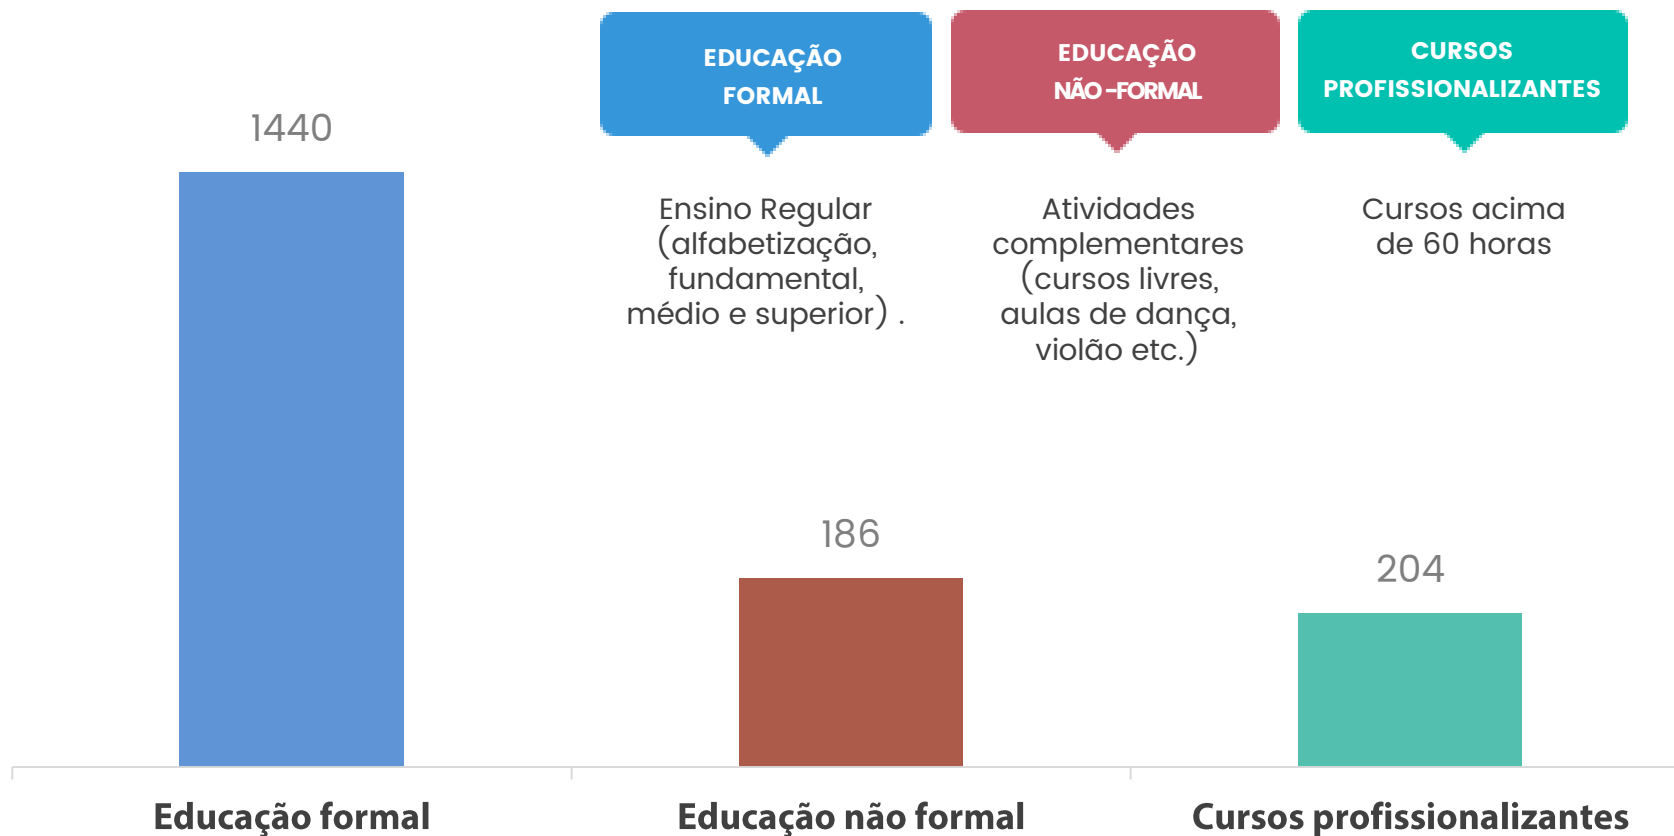 EDUCAÇÃO
FORMAL
EDUCAÇÃO
NÃO -FORMAL
CURSOS
PROFISSIONALIZANTES
Ensino Regular
(alfabetização,
fundamental,
médio e superior) .
Atividades
complementares
(cursos livres,
aulas de dança,
violão etc.)
Cursos acima
de 60 horas
1440
186
204
Educação formal
Educação não formal
Cursos profissionalizantes